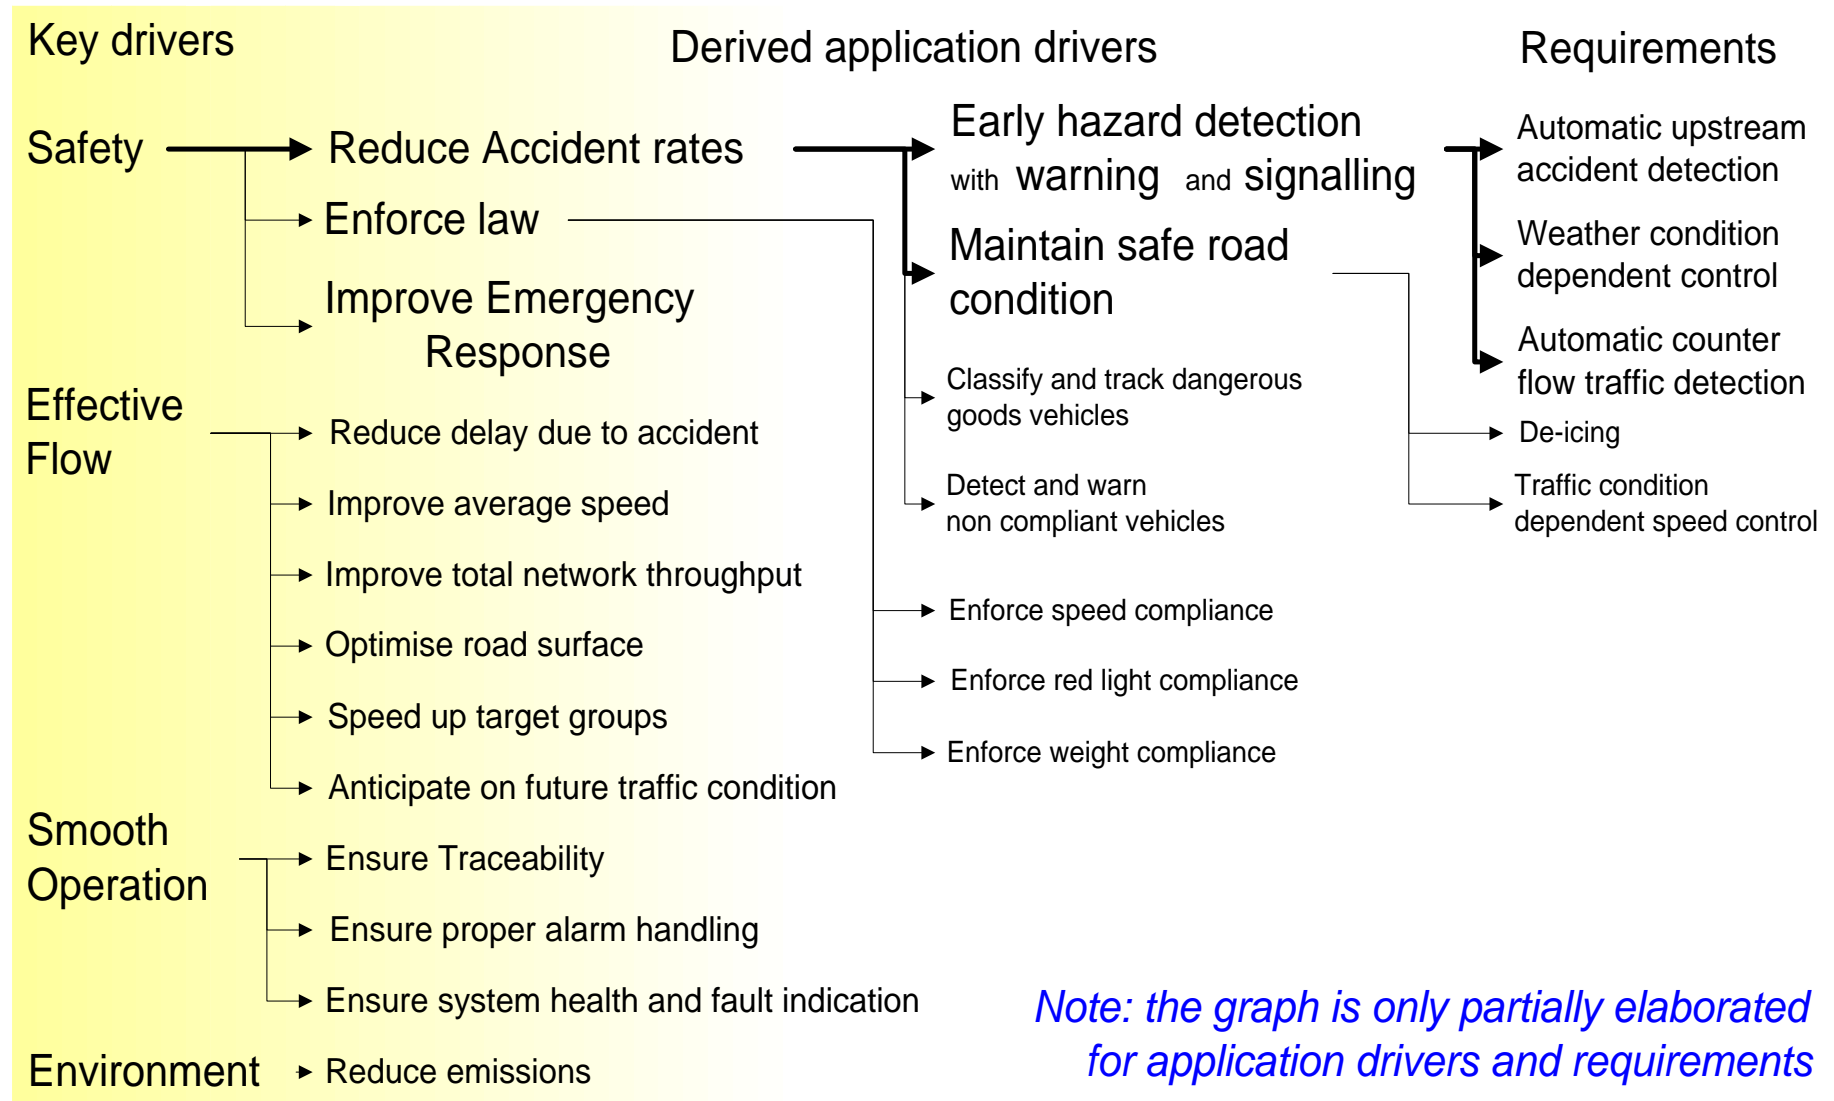 Key drivers
Derived application drivers
Requirements
Safety
Reduce Accident rates
Enforce law
Improve Emergency
Response
Early hazard detection
with warning and signalling
Maintain safe road
condition
Classify and track dangerous
goods vehicles
Detect and warn
non compliant vehicles
Enforce speed compliance
Enforce red light compliance
Enforce weight compliance
Automatic upstream
accident detection
Weather condition
dependent control
Automatic counter
flow traffic detection
De-icing
Traffic condition
dependent speed control
Effective
Flow
Reduce delay due to accident
Improve average speed
Improve total network throughput
Optimise road surface
Speed up target groups
Anticipate on future traffic condition
Smooth
Operation
Ensure Traceability
Ensure proper alarm handling
Ensure system health and fault indication
Environment
Reduce emissions
Note: the graph is only partially elaborated
for application drivers and requirements